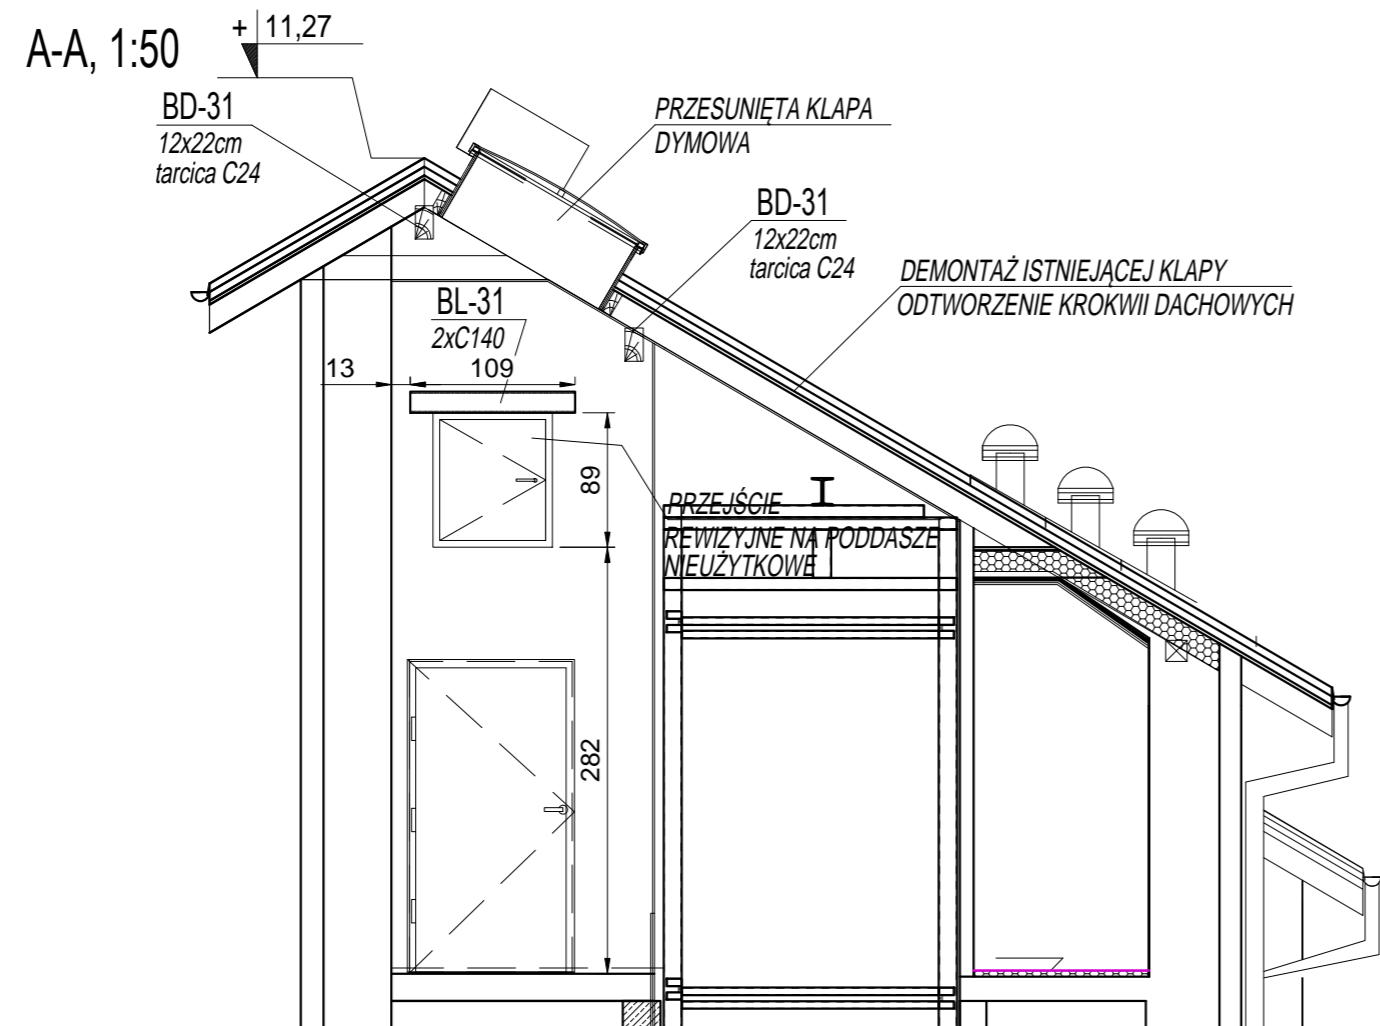 A-A, 1:50
+ 11,27
BD-31
12x22cm
tarcica C24
PRZESUNIĘTA KLAPA
DYMOWA
BD-31
12x22cm
tarcica C24
DEMONTAŻ ISTNIEJĄCEJ KLAPY
ODTWORZENIE KROKWII DACHOWYCH
BL-31
2xC140
13
109
89
PRZEJŚCIE
REWIZYJNE NA PODDASZE
NIEUŻYTKOWE
282